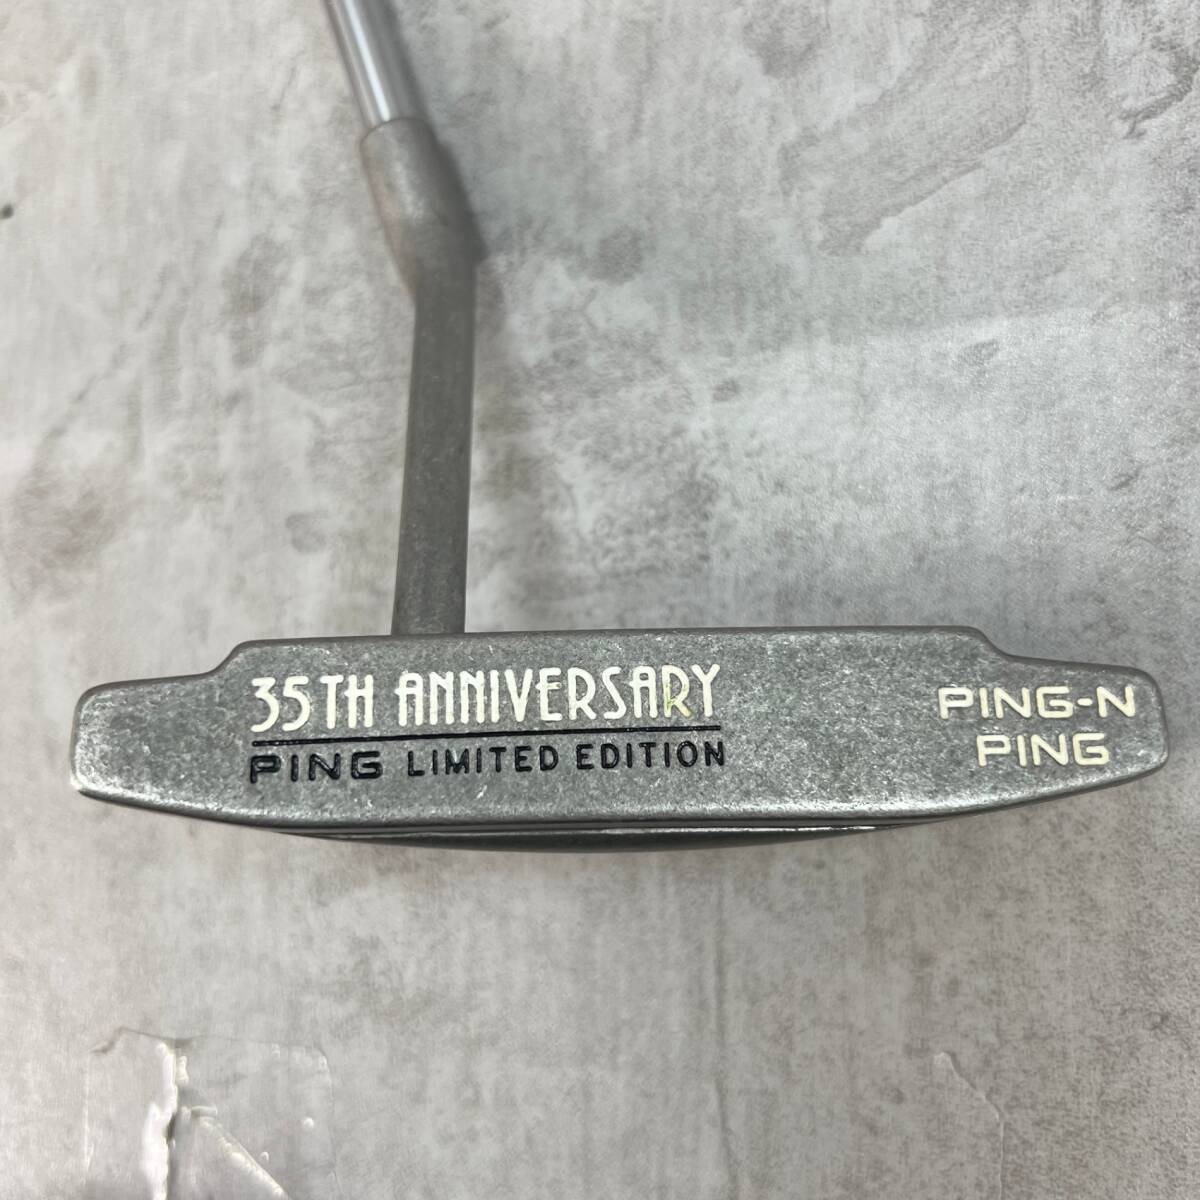 35TH ANNIVERSARY
PING LIMITED EDITION
PING-N
PING